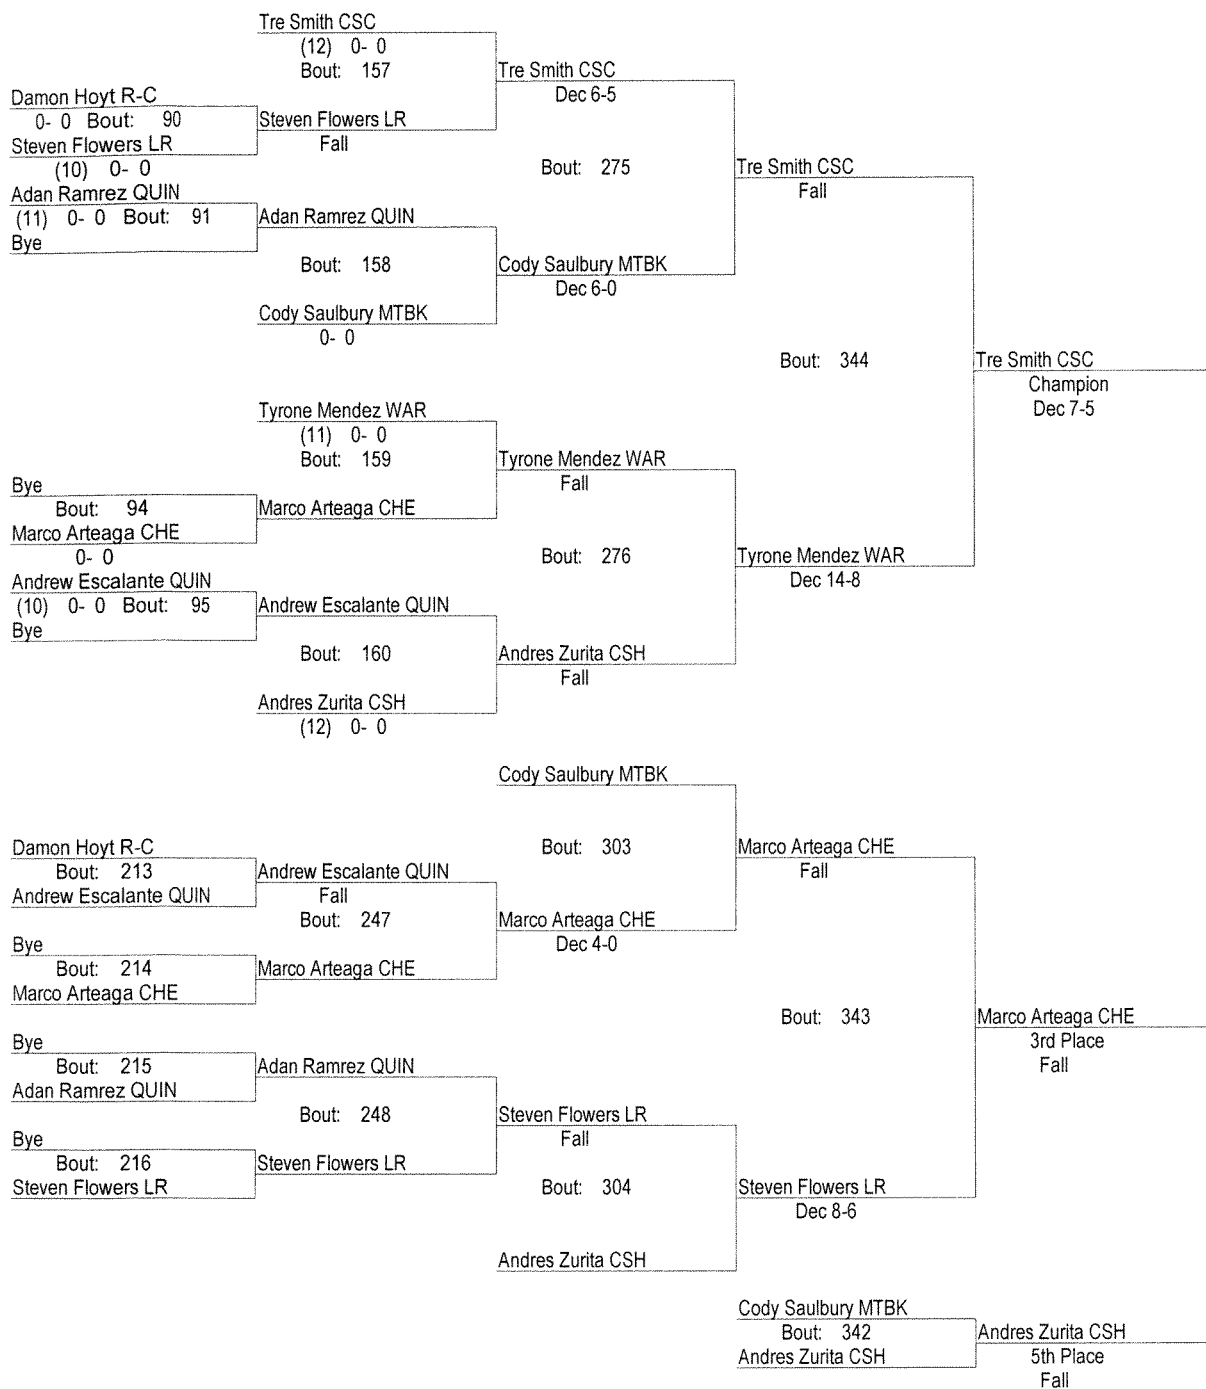 Tre Smith CSC
(12) 0- 0
Bout: 157
Tre Smith CSC
Dec 6-5
Damon Hoyt R-C
0- 0 Bout: 90
Steven Flowers LR
Fall
Steven Flowers LR
(10) 0- 0
Bout: 275
Tre Smith CSC
Fall
Adan Ramrez QUIN
(11) 0- 0 Bout: 91
Adan Ramrez QUIN
Bye
Bout: 158
Cody Saulbury MTBK
Dec 6-0
Cody Saulbury MTBK
0- 0
Bout: 344
Tre Smith CSC
Champion
Dec 7-5
Tyrone Mendez WAR
(11) 0- 0
Bout: 159
Tyrone Mendez WAR
Fall
Bye
Bout: 94
Marco Arteaga CHE
Marco Arteaga CHE
0- 0
Bout: 276
Tyrone Mendez WAR
Dec 14-8
Andrew Escalante QUIN
(10) 0- 0 Bout: 95
Andrew Escalante QUIN
Bye
Bout: 160
Andres Zurita CSH
Fall
Andres Zurita CSH
(12) 0- 0
Cody Saulbury MTBK
Damon Hoyt R-C
Bout: 303
Marco Arteaga CHE
Fall
Bout: 213
Andrew Escalante QUIN
Fall
Andrew Escalante QUIN
Bout: 247
Marco Arteaga CHE
Dec 4-0
Bye
Bout: 214
Marco Arteaga CHE
Marco Arteaga CHE
Bout: 343
Marco Arteaga CHE
3rd Place
Fall
Bye
Bout: 215
Adan Ramrez QUIN
Adan Ramrez QUIN
Bout: 248
Steven Flowers LR
Fall
Bye
Bout: 216
Steven Flowers LR
Steven Flowers LR
Bout: 304
Steven Flowers LR
Dec 8-6
Andres Zurita CSH
Cody Saulbury MTBK
Bout: 342
Andres Zurita CSH
Andres Zurita CSH
5th Place
Fall